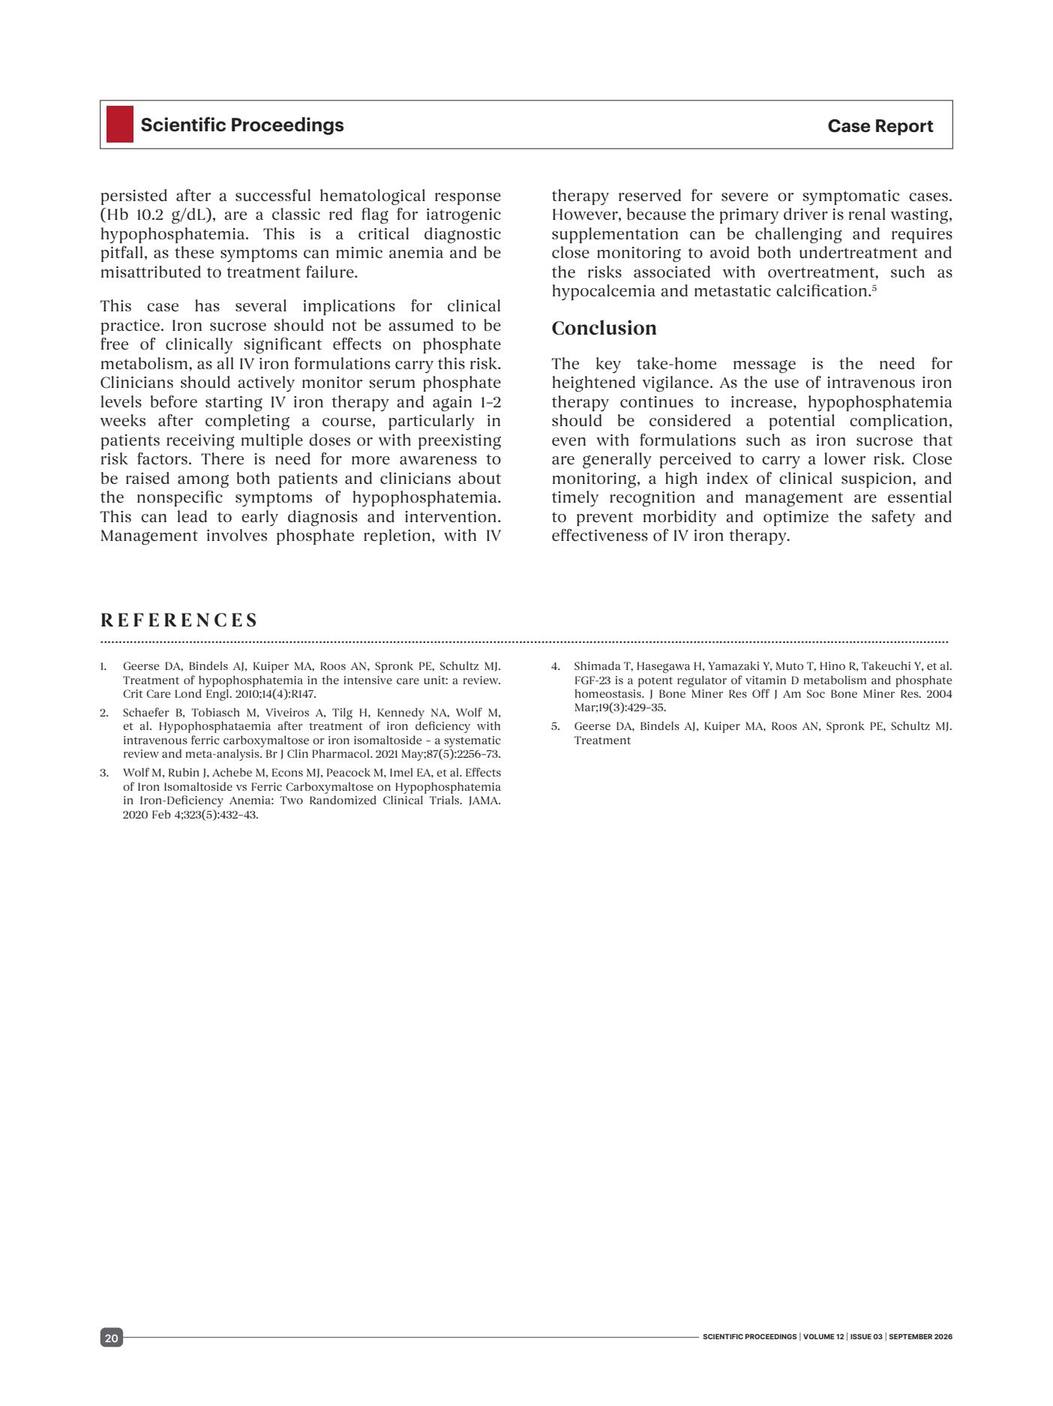 Scientific Proceedings
Case Report
persisted after a successful hematological response
(Hb 10.2 g/dL), are a classic red flag for iatrogenic
hypophosphatemia. This is a critical diagnostic
pitfall, as these symptoms can mimic anemia and be
misattributed to treatment failure.
This case has several implications for clinical
practice. Iron sucrose should not be assumed to be
free of clinically significant effects on phosphate
metabolism, as all IV iron formulations carry this risk.
Clinicians should actively monitor serum phosphate
levels before starting IV iron therapy and again 1–2
weeks after completing a course, particularly in
patients receiving multiple doses or with preexisting
risk factors. There is need for more awareness to
be raised among both patients and clinicians about
the nonspecific symptoms of hypophosphatemia.
This can lead to early diagnosis and intervention.
Management involves phosphate repletion, with IV
therapy reserved for severe or symptomatic cases.
However, because the primary driver is renal wasting,
supplementation can be challenging and requires
close monitoring to avoid both undertreatment and
the risks associated with overtreatment, such as
hypocalcemia and metastatic calcification.⁵
Conclusion
The key take-home message is the need for
heightened vigilance. As the use of intravenous iron
therapy continues to increase, hypophosphatemia
should be considered a potential complication,
even with formulations such as iron sucrose that
are generally perceived to carry a lower risk. Close
monitoring, a high index of clinical suspicion, and
timely recognition and management are essential
to prevent morbidity and optimize the safety and
effectiveness of IV iron therapy.
REFERENCES
1. Geerse DA, Bindels AJ, Kuiper MA, Roos AN, Spronk PE, Schultz MJ.
Treatment of hypophosphatemia in the intensive care unit: a review.
Crit Care Lond Engl. 2010;14(4):R147.
2. Schaefer B, Tobiasch M, Viveiros A, Tilg H, Kennedy NA, Wolf M,
et al. Hypophosphataemia after treatment of iron deficiency with
intravenous ferric carboxymaltose or iron isomaltoside – a systematic
review and meta-analysis. Br J Clin Pharmacol. 2021 May;87(5):2256–73.
3. Wolf M, Rubin J, Achebe M, Econs MJ, Peacock M, Imel EA, et al. Effects
of Iron Isomaltoside vs Ferric Carboxymaltose on Hypophosphatemia
in Iron-Deficiency Anemia: Two Randomized Clinical Trials. JAMA.
2020 Feb 4;323(5):432–43.
4. Shimada T, Hasegawa H, Yamazaki Y, Muto T, Hino R, Takeuchi Y, et al.
FGF-23 is a potent regulator of vitamin D metabolism and phosphate
homeostasis. J Bone Miner Res Off J Am Soc Bone Miner Res. 2004
Mar;19(3):429–35.
5. Geerse DA, Bindels AJ, Kuiper MA, Roos AN, Spronk PE, Schultz MJ.
Treatment
20
SCIENTIFIC PROCEEDINGS | VOLUME 12 | ISSUE 03 | SEPTEMBER 2026